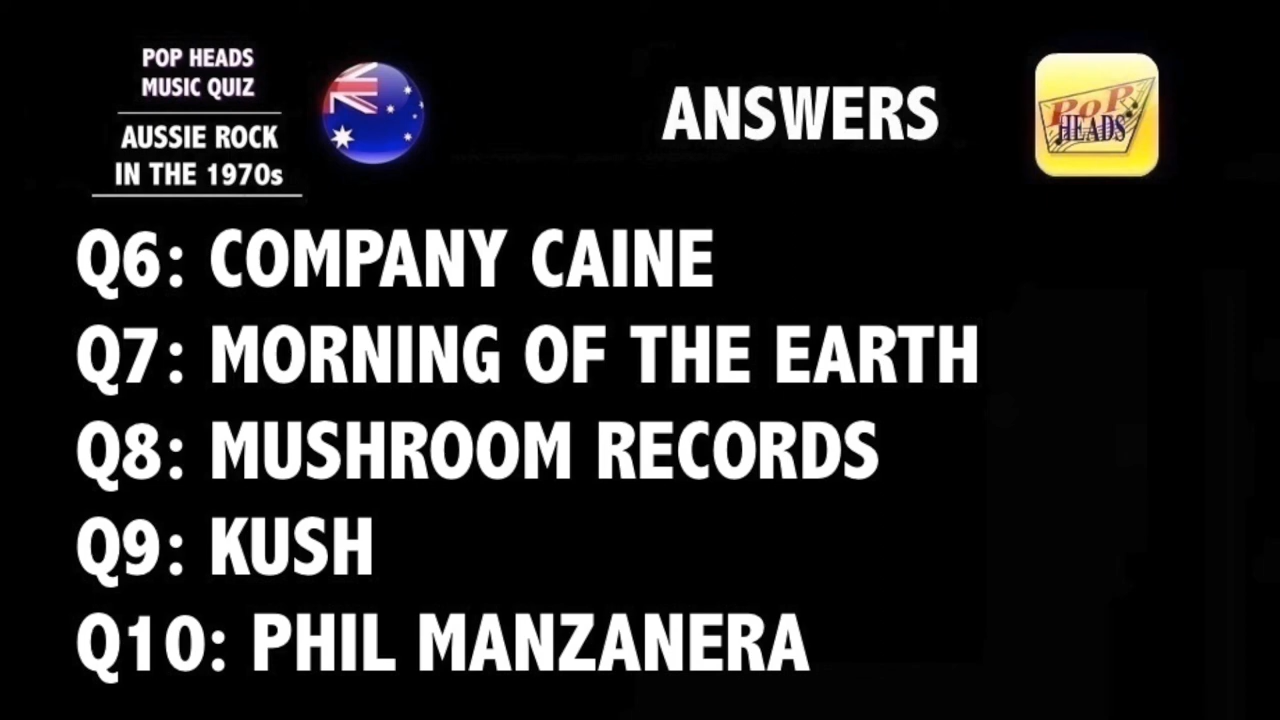 POP HEADS
MUSIC QUIZ
AUSSIE ROCK
IN THE 1970s
ANSWERS
PoP
HEADS
Q6: COMPANY CAINE
Q7: MORNING OF THE EARTH
Q8: MUSHROOM RECORDS
Q9: KUSH
Q10: PHIL MANZANERA